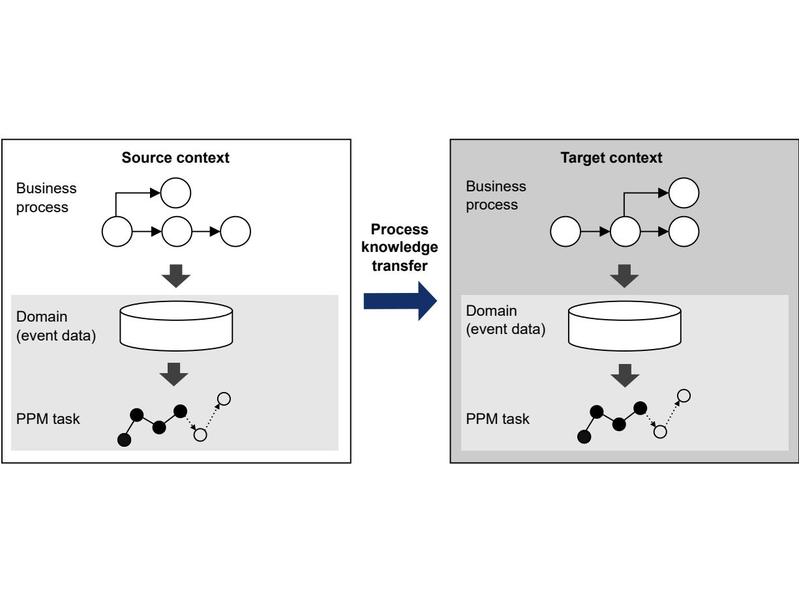 Source context
Business
process
Domain
(event data)
PPM task
Process
knowledge
transfer
Target context
Business
process
Domain
(event data)
PPM task